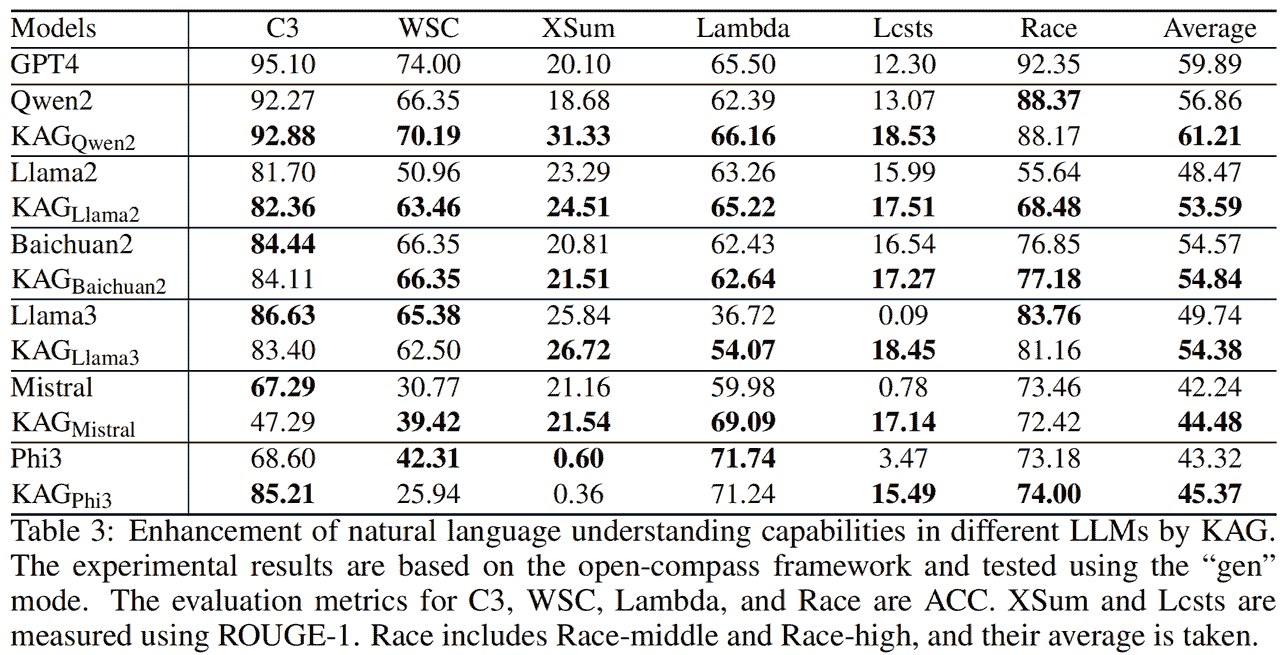 Models C3 WSC XSum Lambda Lcsts Race Average
GPT4 95.10 74.00 20.10 65.50 12.30 92.35 59.89
Qwen2 92.27 66.35 18.68 62.39 13.07 88.37 56.86
KAGQwen2 92.88 70.19 31.33 66.16 18.53 88.17 61.21
Llama2 81.70 50.96 23.29 63.26 15.99 55.64 48.47
KAGLlama2 82.36 63.46 24.51 65.22 17.51 68.48 53.59
Baichuan2 84.44 66.35 20.81 62.43 16.54 76.85 54.57
KAGBaichuan2 84.11 66.35 21.51 62.64 17.27 77.18 54.84
Llama3 86.63 65.38 25.84 36.72 0.09 83.76 49.74
KAGLlama3 83.40 62.50 26.72 54.07 18.45 81.16 54.38
Mistral 67.29 30.77 21.16 59.98 0.78 73.46 42.24
KAGMistral 47.29 39.42 21.54 69.09 17.14 72.42 44.48
Phi3 68.60 42.31 0.60 71.74 3.47 73.18 43.32
KAGPhi3 85.21 25.94 0.36 71.24 15.49 74.00 45.37
Table 3: Enhancement of natural language understanding capabilities in different LLMs by KAG.
The experimental results are based on the open-compass framework and tested using the “gen”
mode. The evaluation metrics for C3, WSC, Lambda, and Race are ACC. XSum and Lcsts are
measured using ROUGE-1. Race includes Race-middle and Race-high, and their average is taken.